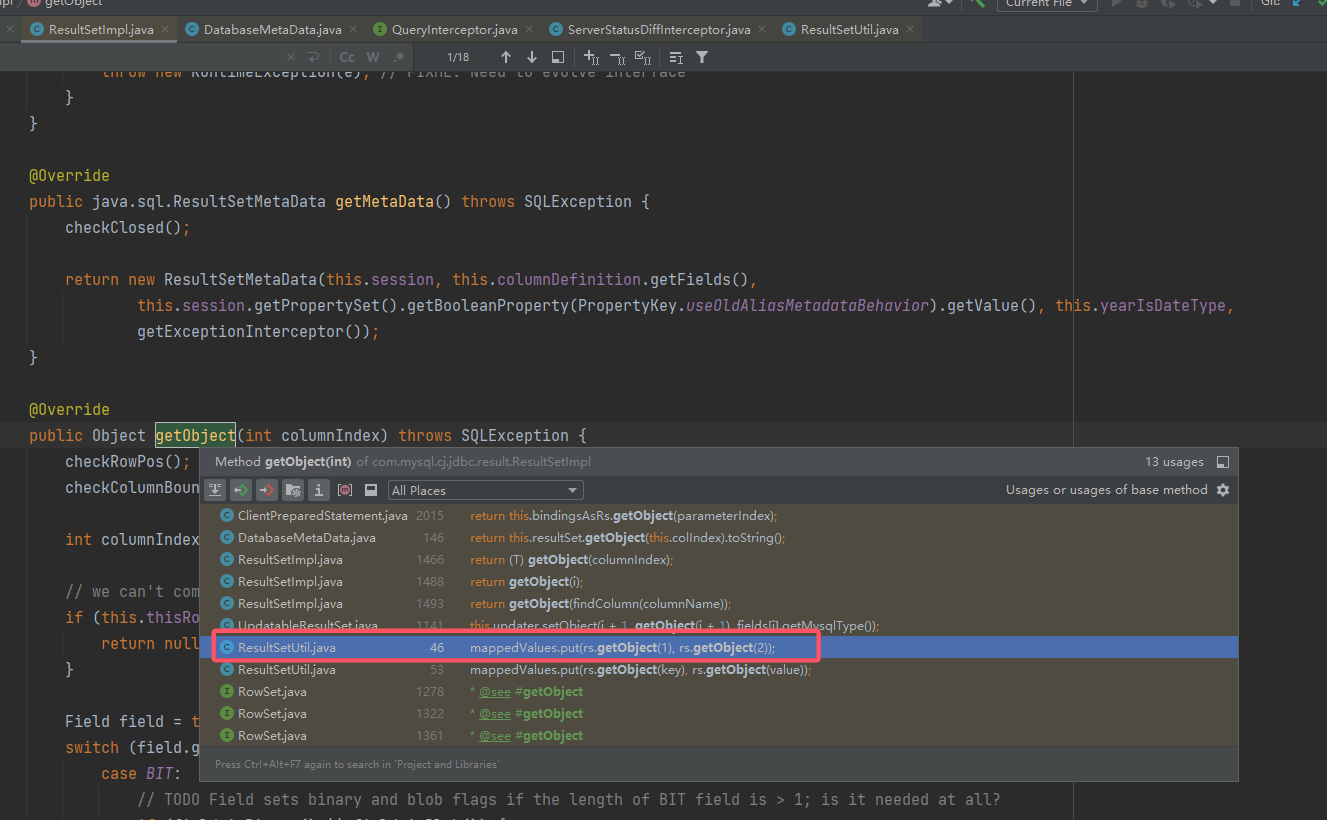 getObject
Current File
Git:
ResultSetImpl.java
DatabaseMetaData.java
QueryInterceptor.java
ServerStatusDiffInterceptor.java
ResultSetUtil.java
Cc W .* 1/18
throw new RuntimeException(e); // FIXME: Need to evolve interface
}
}
@Override
public java.sql.ResultSetMetaData getMetaData() throws SQLException {
checkClosed();
return new ResultSetMetaData(this.session, this.columnDefinition.getFields(),
this.session.getPropertySet().getBooleanProperty(PropertyKey.useOldAliasMetadataBehavior).getValue(), this.yearIsDateType,
getExceptionInterceptor());
}
@Override
public Object getObject(int columnIndex) throws SQLException {
checkRowPos();
checkColumnBoun
int columnIndex
// we can't com
if (this.thisRo
return null
}
Field field = t
switch (field.g
case BIT:
// TODO Field sets binary and blob flags if the length of BIT field is > 1; is it needed at all?
Method getObject(int) of com.mysql.cj.jdbc.result.ResultSetImpl 13 usages
All Places Usages or usages of base method
ClientPreparedStatement.java 2015 return this.bindingsAsRs.getObject(parameterIndex);
DatabaseMetaData.java 146 return this.resultSet.getObject(this.colIndex).toString();
ResultSetImpl.java 1466 return (T) getObject(columnIndex);
ResultSetImpl.java 1488 return getObject(i);
ResultSetImpl.java 1493 return getObject(findColumn(columnName));
UpdatableResultSet.java 1141 this.updater.setObject(i + 1, getObject(i + 1), fields[i].getMysqlType());
ResultSetUtil.java 46 mappedValues.put(rs.getObject(1), rs.getObject(2));
ResultSetUtil.java 53 mappedValues.put(rs.getObject(key), rs.getObject(value));
RowSet.java 1278 * @see #getObject
RowSet.java 1322 * @see #getObject
RowSet.java 1361 * @see #getObject
Press Ctrl+Alt+F7 again to search in 'Project and Libraries'